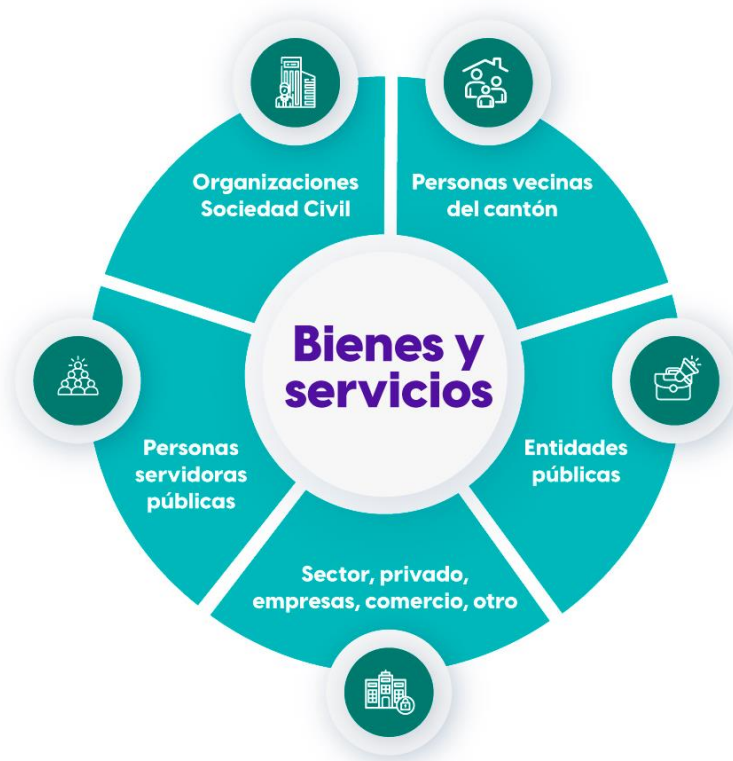 Organizaciones
Sociedad Civil
Personas vecinas
del cantón
Bienes y
servicios
Personas
servidoras
públicas
Entidades
públicas
Sector, privado,
empresas, comercio, otro